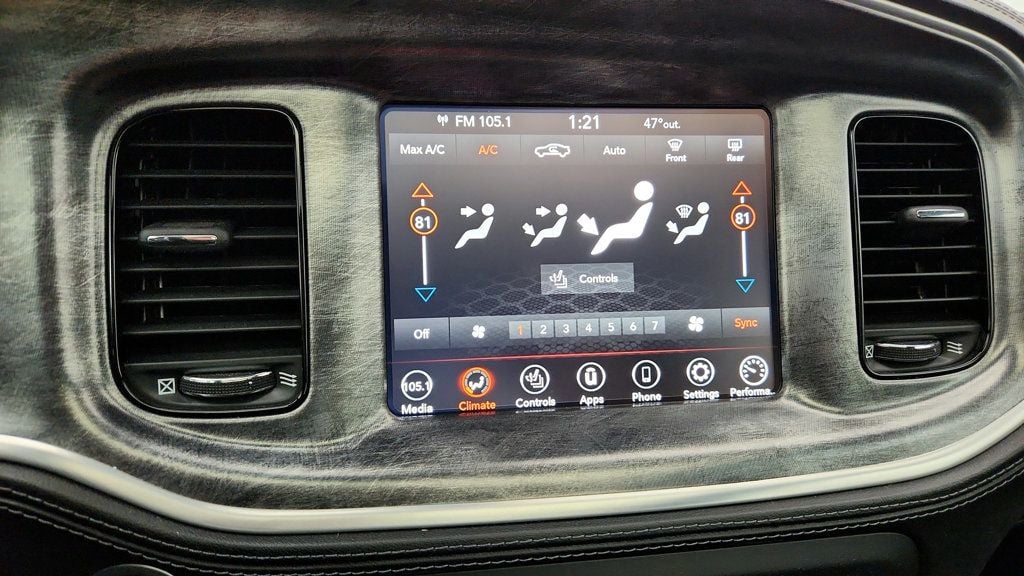 FM 105.1 1:21 47°out.
Max A/C A/C Auto Front Rear
81 81
Controls
Off 1 2 3 4 5 6 7 Sync
105.1
Media Climate Controls Apps Phone Settings Performa..